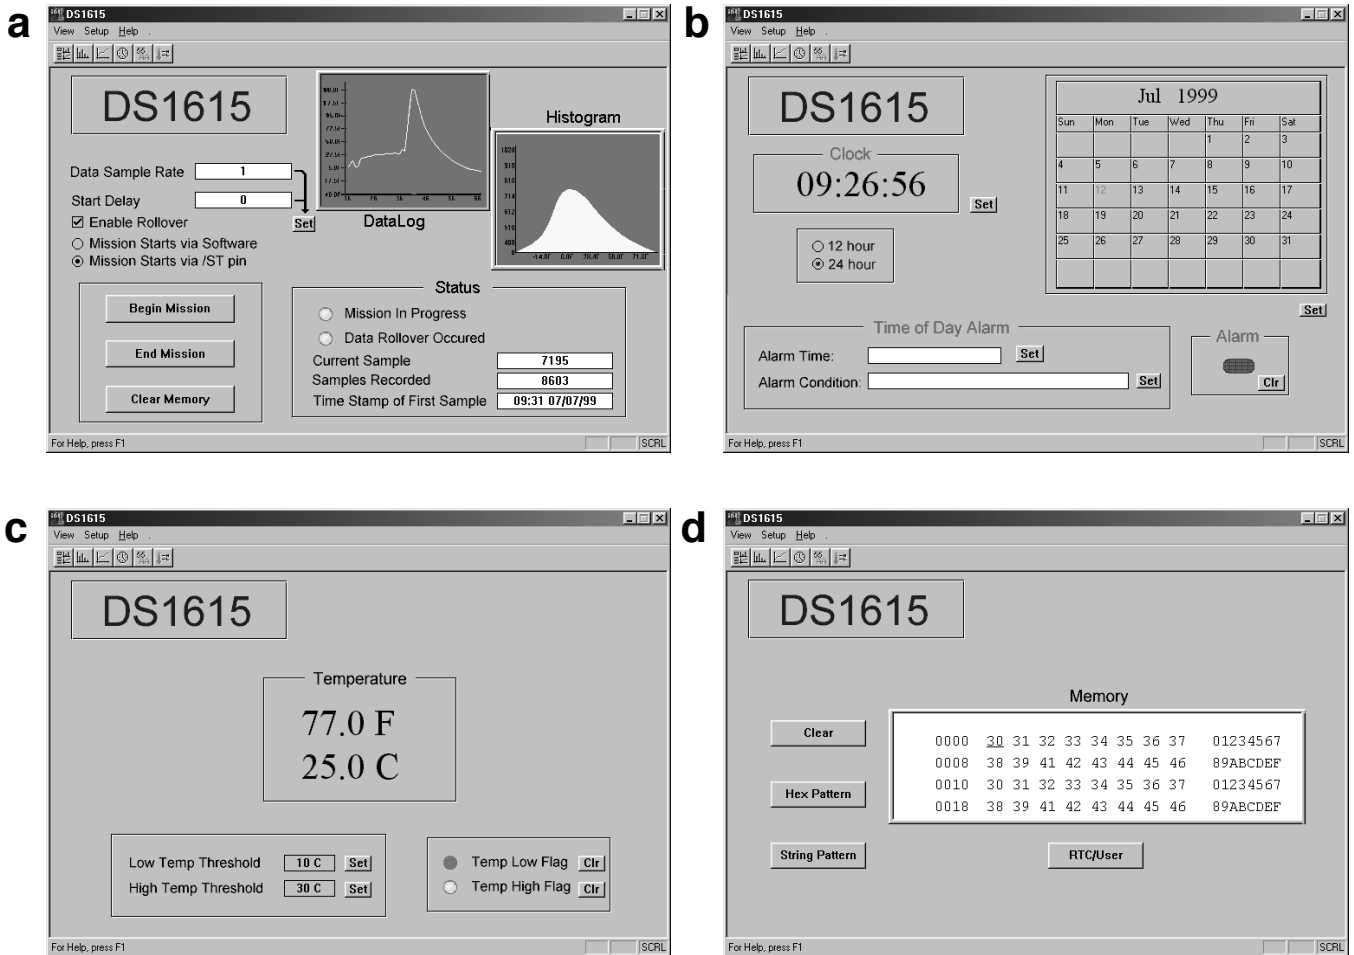 a
DS1615
View Setup Help .
DS1615
Data Sample Rate 1
Start Delay 0
Enable Rollover
Set
Mission Starts via Software
Mission Starts via /ST pin
DataLog
Histogram
Begin Mission
End Mission
Clear Memory
Status
Mission In Progress
Data Rollover Occured
Current Sample 7195
Samples Recorded 8603
Time Stamp of First Sample 09:31 07/07/99
For Help, press F1
SCRL
b
DS1615
View Setup Help .
DS1615
Clock
09:26:56
Set
12 hour
24 hour
Jul 1999
Sun Mon Tue Wed Thu Fri Sat
1 2 3
4 5 6 7 8 9 10
11 12 13 14 15 16 17
18 19 20 21 22 23 24
25 26 27 28 29 30 31
Set
Time of Day Alarm
Alarm Time: Set
Alarm Condition: Set
Alarm
Clr
For Help, press F1
SCRL
c
DS1615
View Setup Help .
DS1615
Temperature
77.0 F
25.0 C
Low Temp Threshold 10 C Set
High Temp Threshold 30 C Set
Temp Low Flag Clr
Temp High Flag Clr
For Help, press F1
SCRL
d
DS1615
View Setup Help .
DS1615
Memory
Clear
Hex Pattern
String Pattern
0000 30 31 32 33 34 35 36 37 01234567
0008 38 39 41 42 43 44 45 46 89ABCDEF
0010 30 31 32 33 34 35 36 37 01234567
0018 38 39 41 42 43 44 45 46 89ABCDEF
RTC/User
For Help, press F1
SCRL